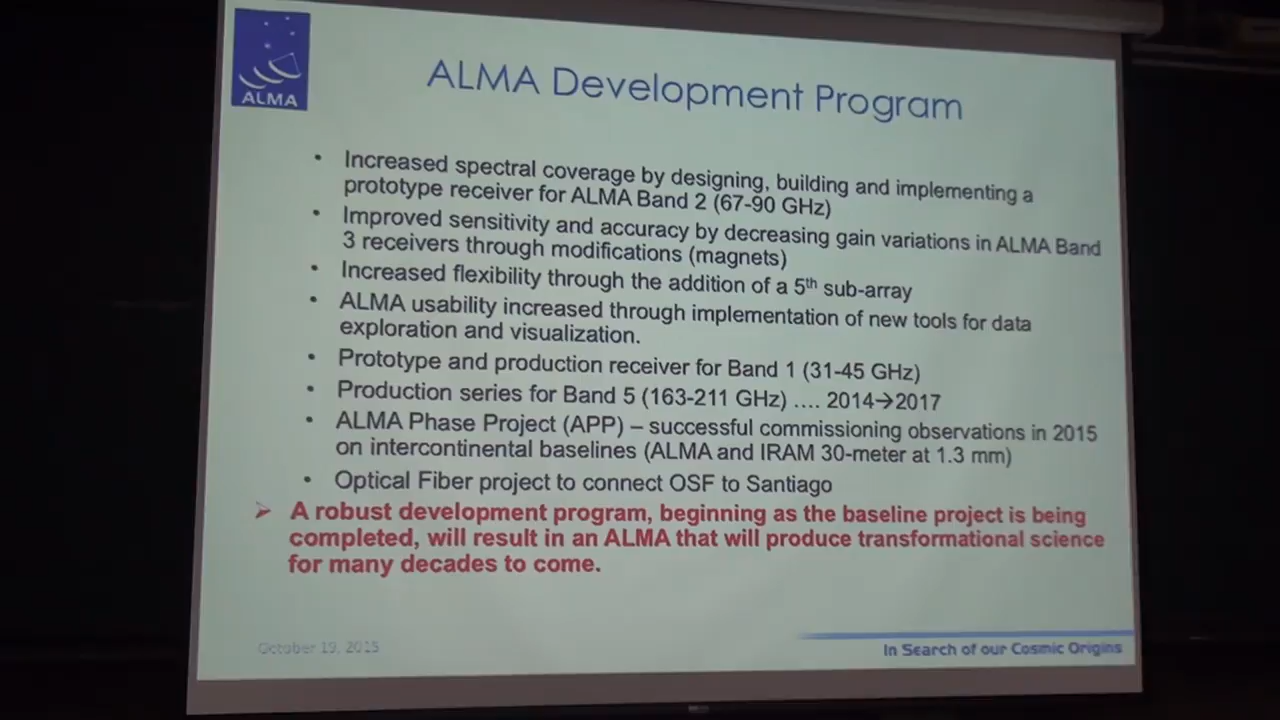 ALMA
ALMA Development Program
• Increased spectral coverage by designing, building and implementing a
prototype receiver for ALMA Band 2 (67-90 GHz)
• Improved sensitivity and accuracy by decreasing gain variations in ALMA Band
3 receivers through modifications (magnets)
• Increased flexibility through the addition of a 5th sub-array
• ALMA usability increased through implementation of new tools for data
exploration and visualization.
• Prototype and production receiver for Band 1 (31-45 GHz)
• Production series for Band 5 (163-211 GHz) .... 2014→2017
• ALMA Phase Project (APP) – successful commissioning observations in 2015
on intercontinental baselines (ALMA and IRAM 30-meter at 1.3 mm)
• Optical Fiber project to connect OSF to Santiago
➢ A robust development program, beginning as the baseline project is being
completed, will result in an ALMA that will produce transformational science
for many decades to come.
October 19, 2015
In Search of our Cosmic Origins